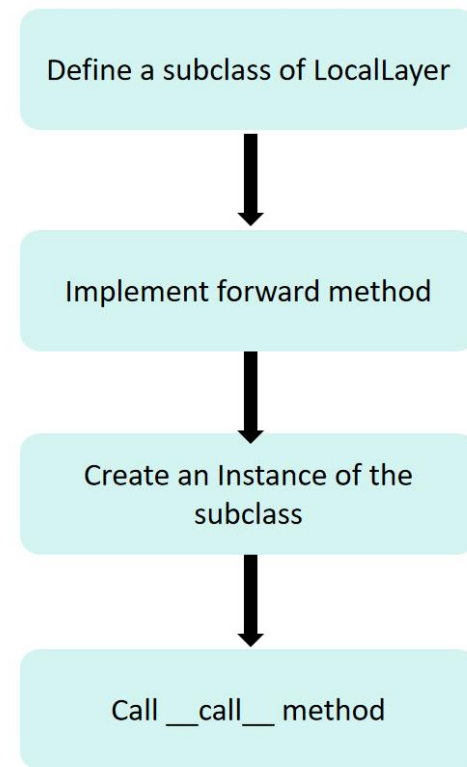 Define a subclass of LocalLayer
Implement forward method
Create an Instance of the
subclass
Call __call__ method